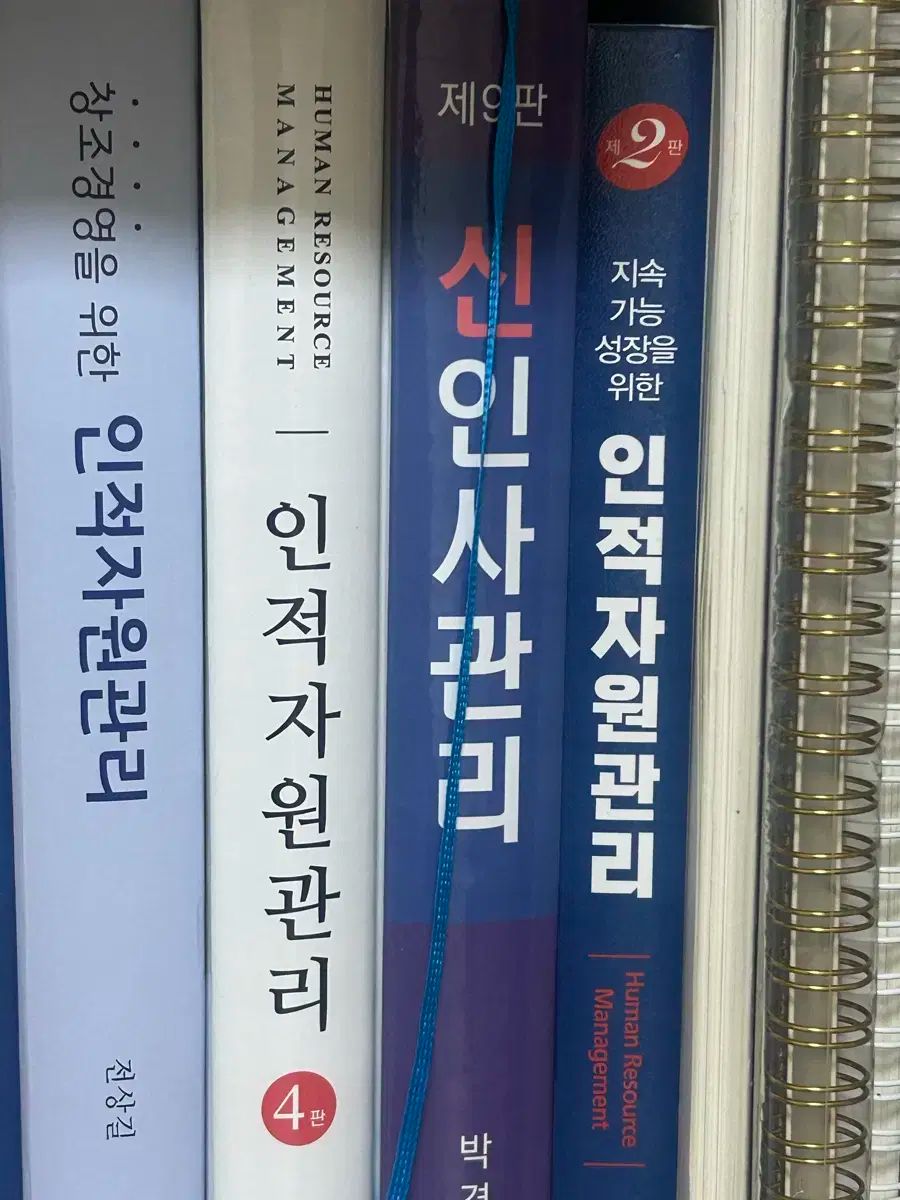 창조경영을 위한 인적자원관리
전상길
HUMAN RESOURCE
MANAGEMENT
인적자원관리
4판
제9판
신인사관리
박경
제2판
지속
가능
성장을
위한
인적자원관리
Human Resource
Management